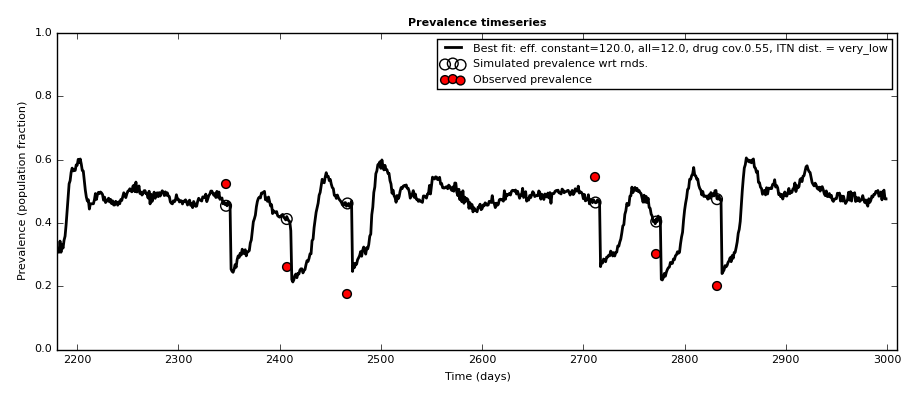 Prevalence timeseries
Best fit: eff. constant=120.0, all=12.0, drug cov.0.55, ITN dist. = very_low
Simulated prevalence wrt rnds.
Observed prevalence
Prevalence (population fraction)
1.0
0.8
0.6
0.4
0.2
0.0
2200 2300 2400 2500 2600 2700 2800 2900 3000
Time (days)